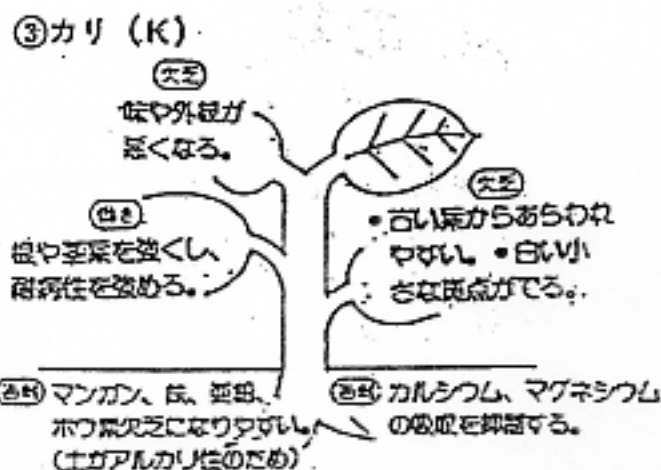 ③カリ（K）
欠乏
味や外観が
悪くなる。
働き
根や茎葉を強くし、
耐病性を強める。
欠乏
•古い葉からあらわれ
やすい。•白い小
さな斑点がでる。
過剰
マンガン、鉄、亜鉛、
ホウ素欠乏になりやすい。
（土がアルカリ性のため）
過剰
カルシウム、マグネシウム
の吸収を抑制する。